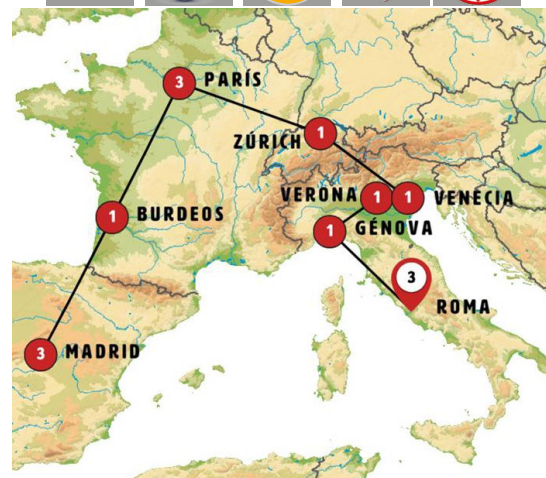 3 PARÍS
1
ZÚRICH
VERONA 1 1 VENECIA
1 BURDEOS
1 GÉNOVA
3
ROMA
3 MADRID